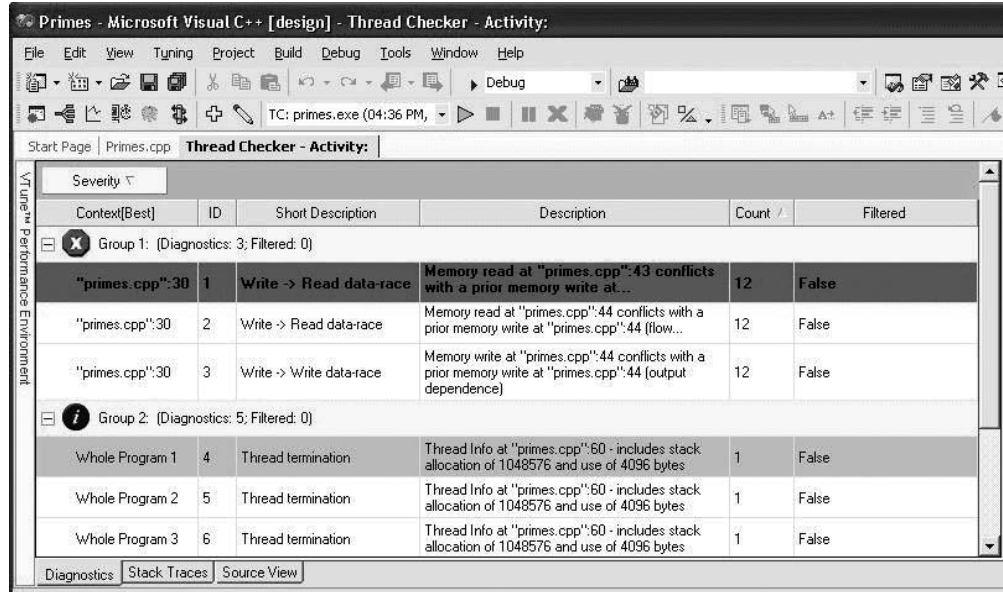 Primes - Microsoft Visual C++ [design] - Thread Checker - Activity:
File Edit View Tuning Project Build Debug Tools Window Help
Debug
TC: primes.exe (04:36 PM,
Start Page Primes.cpp Thread Checker - Activity:
VTune™ Performance Environment
Severity
Context[Best] ID Short Description Description Count Filtered
Group 1: (Diagnostics: 3; Filtered: 0)
"primes.cpp":30 1 Write -> Read data-race Memory read at "primes.cpp":43 conflicts 12 False
with a prior memory write at...
"primes.cpp":30 2 Write -> Read data-race Memory read at "primes.cpp":44 conflicts with a 12 False
prior memory write at "primes.cpp":44 (flow...
"primes.cpp":30 3 Write -> Write data-race Memory write at "primes.cpp":44 conflicts with a 12 False
prior memory write at "primes.cpp":44 (output
dependence)
Group 2: (Diagnostics: 5; Filtered: 0)
Whole Program 1 4 Thread termination Thread Info at "primes.cpp":60 - includes stack 1 False
allocation of 1048576 and use of 4096 bytes
Whole Program 2 5 Thread termination Thread Info at "primes.cpp":60 - includes stack 1 False
allocation of 1048576 and use of 4096 bytes
Whole Program 3 6 Thread termination Thread Info at "primes.cpp":60 - includes stack 1 False
allocation of 1048576 and use of 4096 bytes
Diagnostics Stack Traces Source View